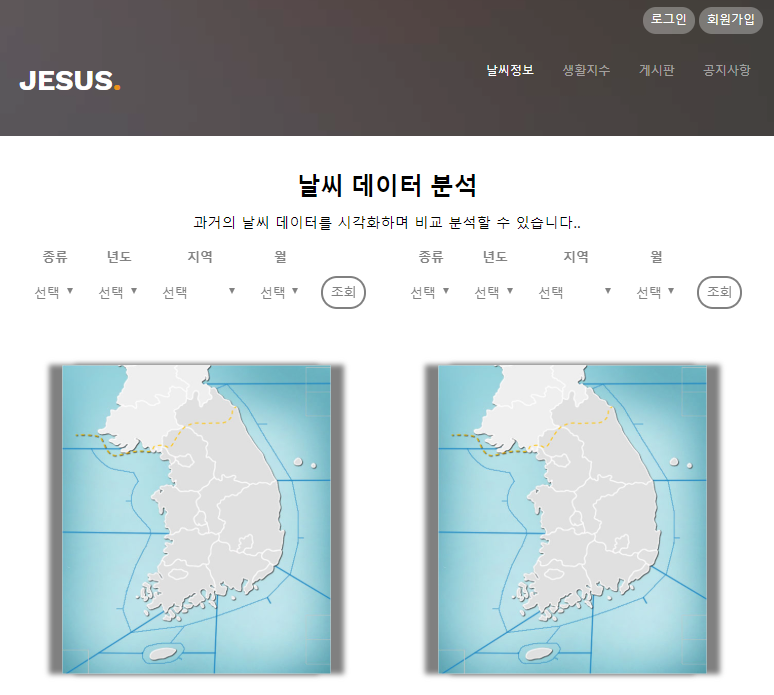 로그인 회원가입
JESUS.
날씨정보 생활지수 게시판 공지사항
날씨 데이터 분석
과거의 날씨 데이터를 시각화하며 비교 분석할 수 있습니다..
종류 년도 지역 월 종류 년도 지역 월
선택 ▼ 선택 ▼ 선택 ▼ 선택 ▼ 조회 선택 ▼ 선택 ▼ 선택 ▼ 선택 ▼ 조회